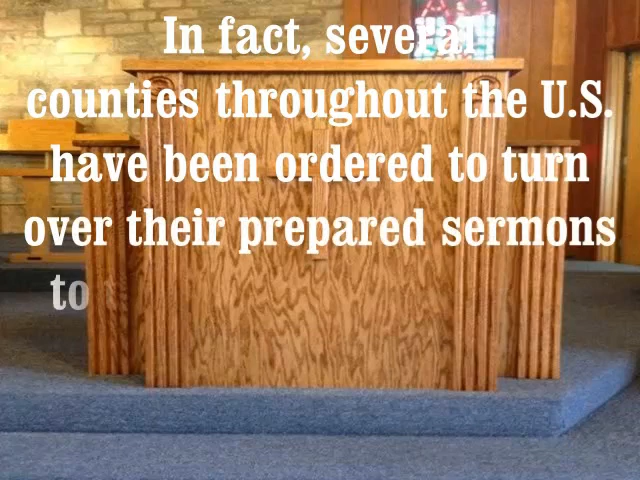 In fact, several
counties throughout the U.S.
have been ordered to turn
over their prepared sermons
to